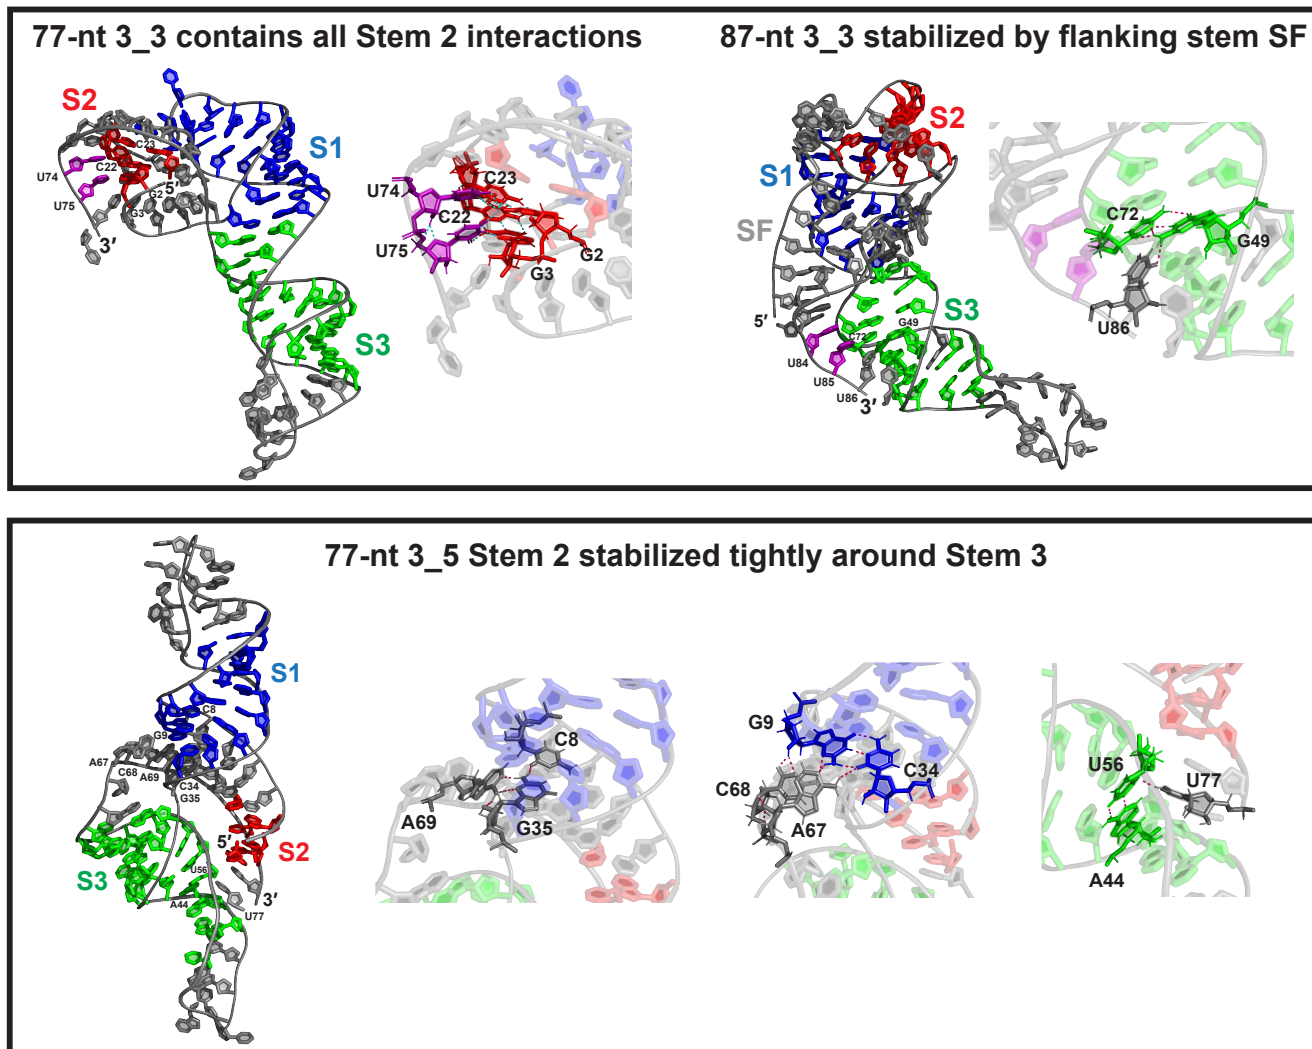 77-nt 3_3 contains all Stem 2 interactions
S2
S1
C23
C22
U74
U75
5′
G2
G3
3′
S3
C23
U74
C22
U75
G3
G2
87-nt 3_3 stabilized by flanking stem SF
S2
S1
SF
S3
5′
C72
G49
U84
U85
U86
3′
C72
G49
U86
77-nt 3_5 Stem 2 stabilized tightly around Stem 3
S1
C8
G9
A67
C68
A69
C34
G35
5′
S2
S3
U56
A44
3′
U77
C8
A69
G35
G9
C34
C68
A67
U56
U77
A44